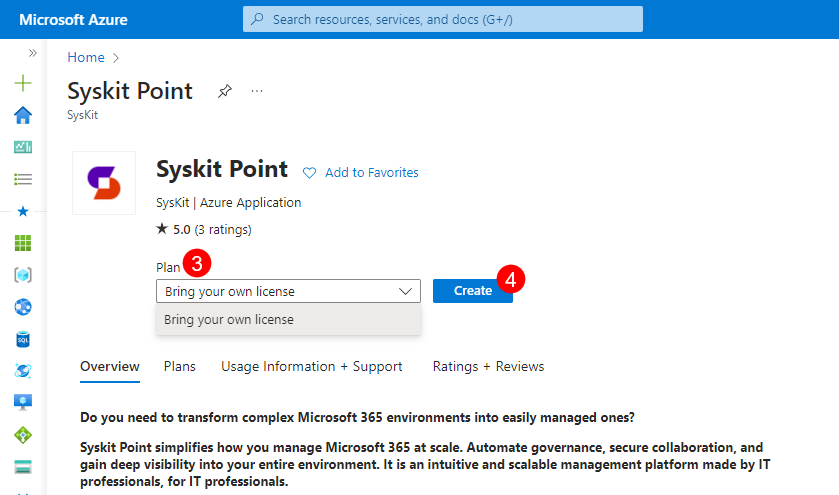 Microsoft Azure
Search resources, services, and docs (G+/)
Home
Syskit Point
SysKit
Syskit Point
Add to Favorites
SysKit | Azure Application
5.0 (3 ratings)
Plan
3
Bring your own license
Create
4
Bring your own license
Overview
Plans
Usage Information + Support
Ratings + Reviews
Do you need to transform complex Microsoft 365 environments into easily managed ones?
Syskit Point simplifies how you manage Microsoft 365 at scale. Automate governance, secure collaboration, and
gain deep visibility into your entire environment. It is an intuitive and scalable management platform made by IT
professionals, for IT professionals.
SQL